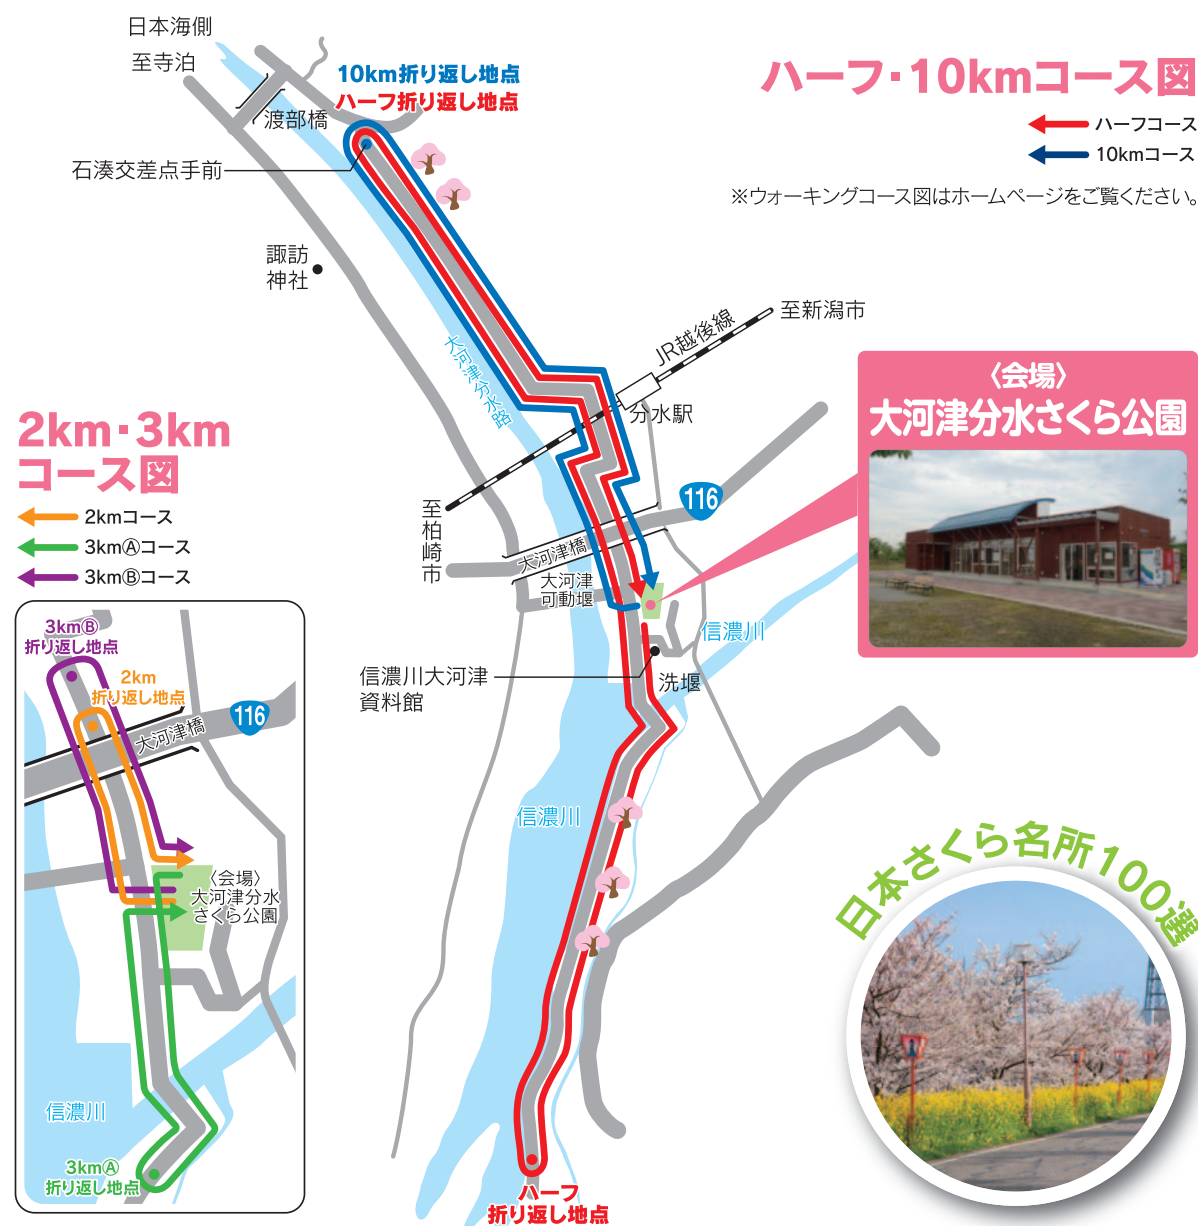 日本海側
至寺泊
10km折り返し地点
ハーフ折り返し地点
渡部橋
石湊交差点手前
諏訪
神社
ハーフ・10kmコース図
ハーフコース
10kmコース
※ウォーキングコース図はホームページをご覧ください。
至新潟市
JR越後線
大河津分水路
分水駅
〈会場〉
大河津分水さくら公園
2km・3km
コース図
2kmコース
3kmⒶコース
3kmⒷコース
至柏崎市
116
大河津橋
大河津
可動堰
信濃川
信濃川大河津
資料館
洗堰
信濃川
ハーフ
折り返し地点
3kmⒷ
折り返し地点
2km
折り返し地点
116
大河津橋
〈会場〉
大河津分水
さくら公園
信濃川
3kmⒶ
折り返し地点
日本さくら名所100選